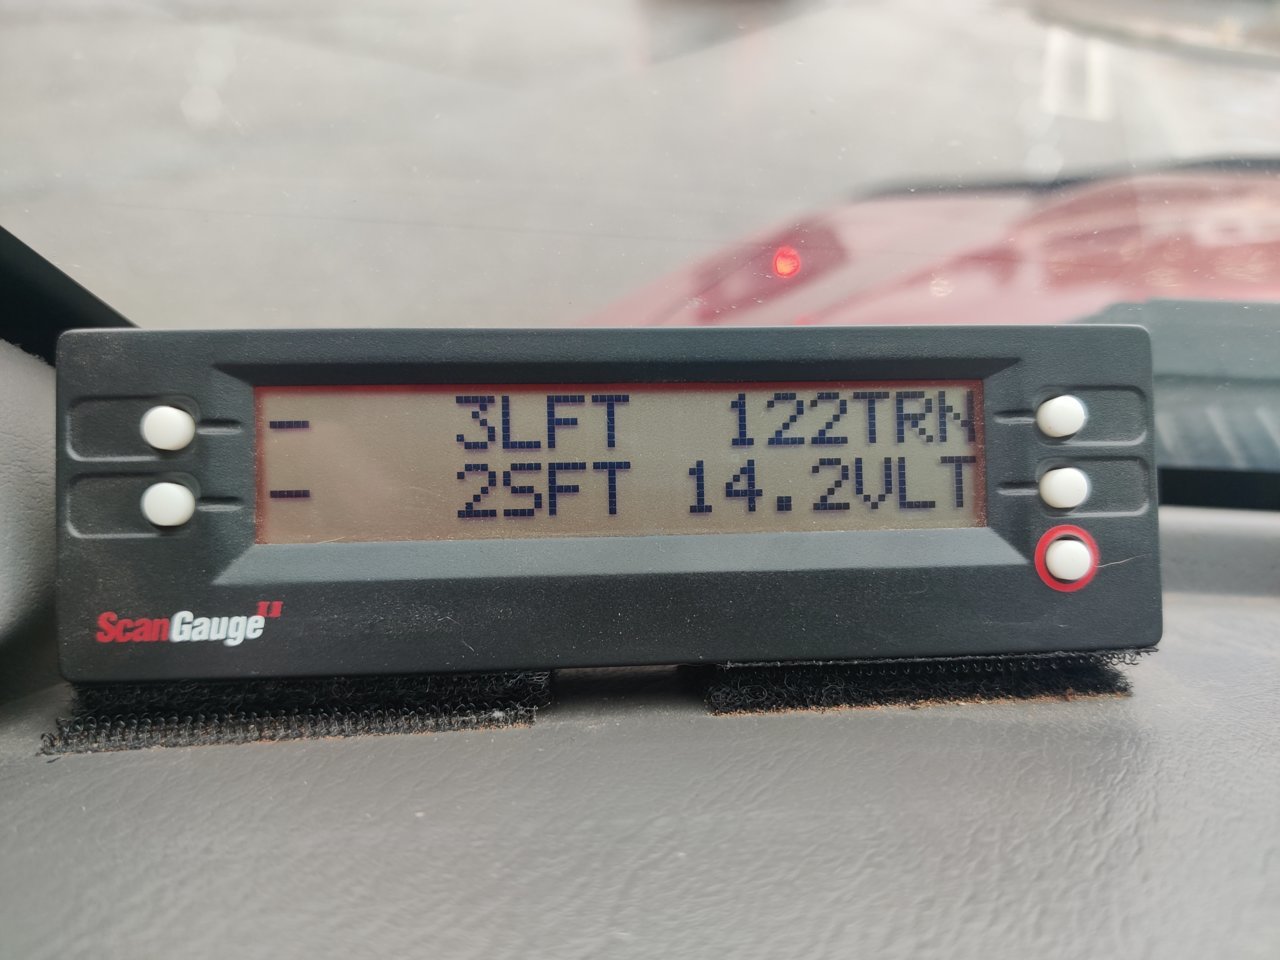 -    3LFT  122TRN
-    2SFT 14.2VLT
ScanGauge II